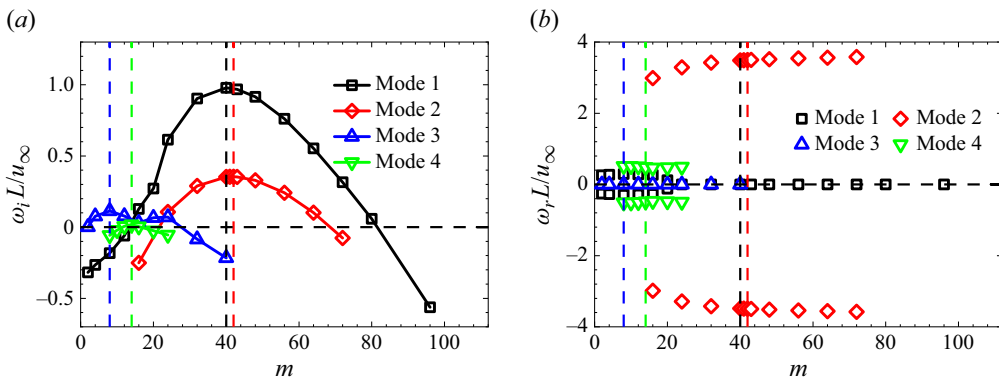 (a)
1.0
0.5
0
−0.5
0
20
40
60
80
100
m
ω_i L/u_∞
Mode 1
Mode 2
Mode 3
Mode 4
(b)
4
2
0
−2
−4
0
20
40
60
80
100
m
ω_r L/u_∞
Mode 1 Mode 2
Mode 3 Mode 4